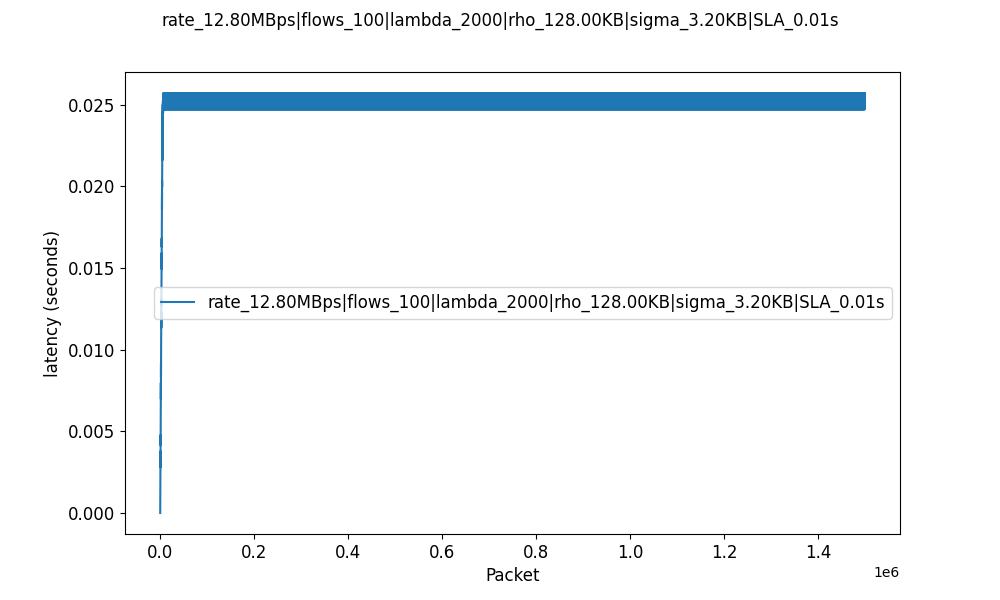 rate_12.80MBps|flows_100|lambda_2000|rho_128.00KB|sigma_3.20KB|SLA_0.01s
0.025
0.020
0.015
0.010
0.005
0.000
latency (seconds)
rate_12.80MBps|flows_100|lambda_2000|rho_128.00KB|sigma_3.20KB|SLA_0.01s
0.0 0.2 0.4 0.6 0.8 1.0 1.2 1.4
1e6
Packet